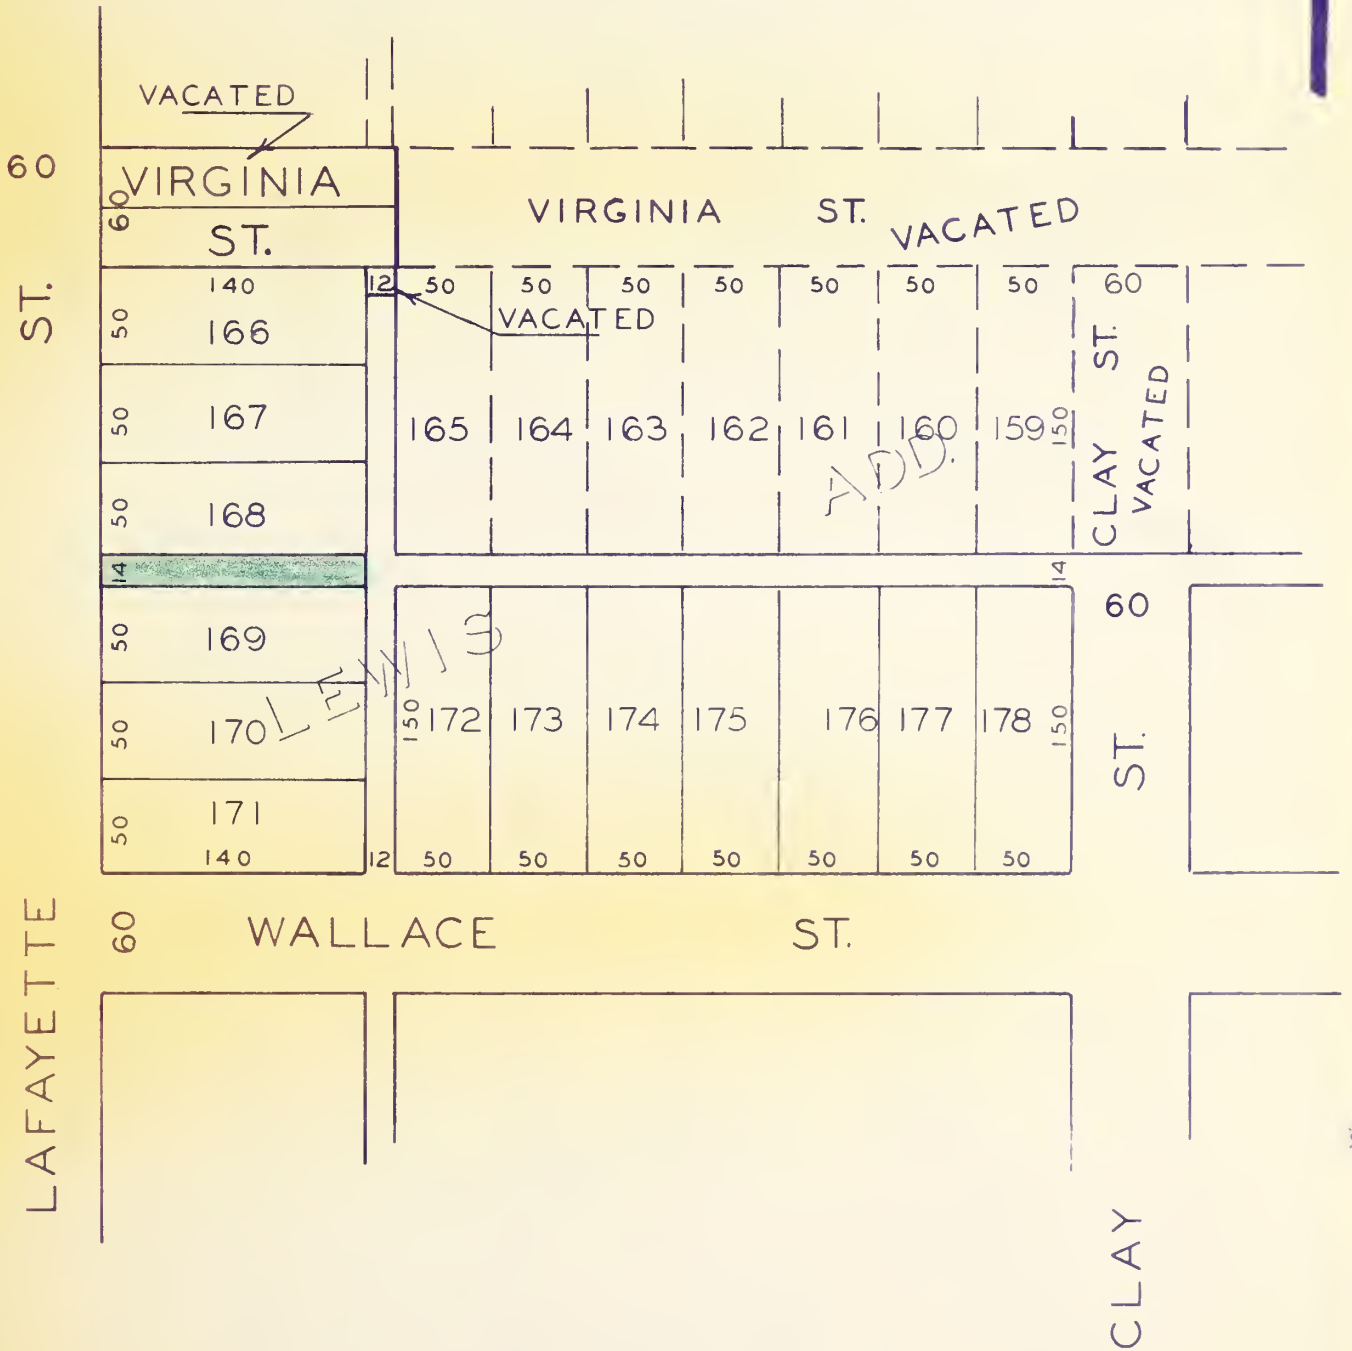 VACATED
60
VIRGINIA
60
ST.
VIRGINIA ST. VACATED
ST.
140 12 50 50 50 50 50 50 50 60
VACATED
50 166
50 167
165 164 163 162 161 160 159 150
CLAY ST.
VACATED
ADD.
50 168
14 14
60
50 169
LEWIS
50 170
150 172 173 174 175 176 177 178 150
ST.
50 171
140 12 50 50 50 50 50 50 50
LAFAYETTE
60 WALLACE ST.
CLAY